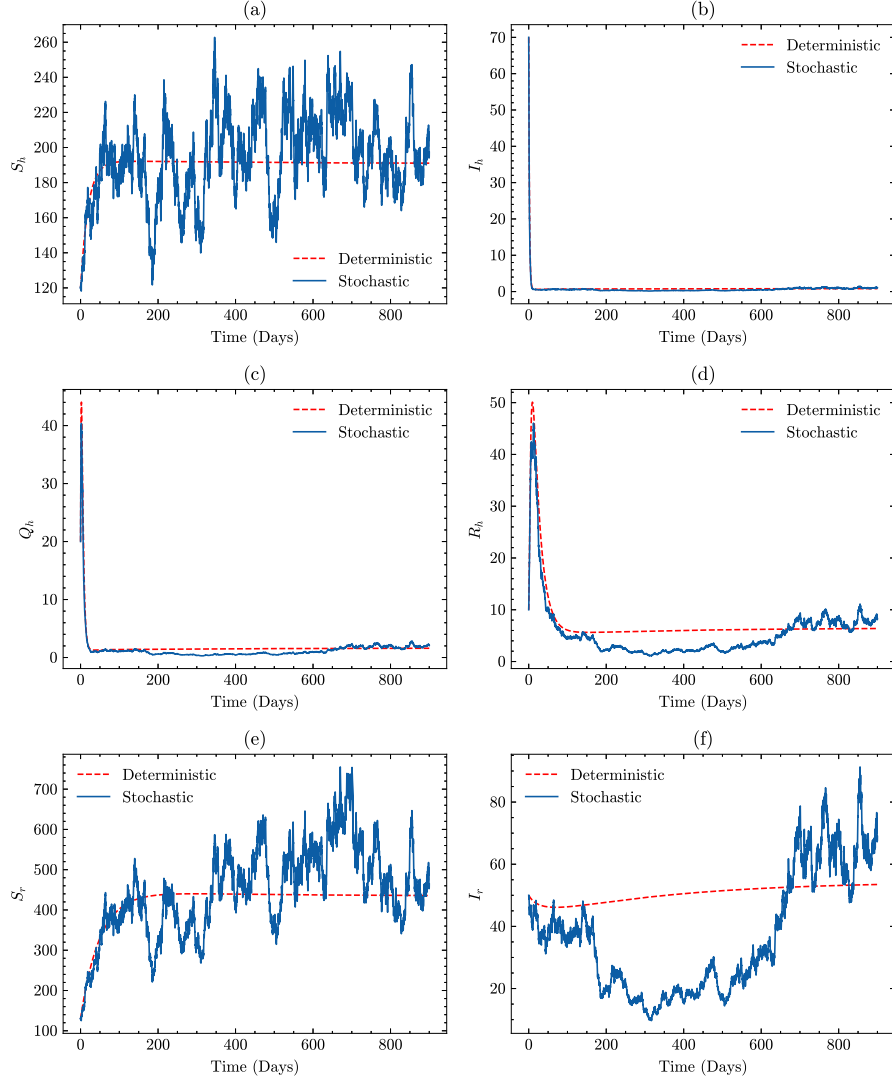 (a)
260
240
220
200
180
160
140
120
S_h
Deterministic
Stochastic
0 200 400 600 800
Time (Days)
(b)
70
60
50
40
30
20
10
0
I_h
Deterministic
Stochastic
0 200 400 600 800
Time (Days)
(c)
40
30
20
10
0
Q_h
Deterministic
Stochastic
0 200 400 600 800
Time (Days)
(d)
50
40
30
20
10
0
R_h
Deterministic
Stochastic
0 200 400 600 800
Time (Days)
(e)
700
600
500
400
300
200
100
S_r
Deterministic
Stochastic
0 200 400 600 800
Time (Days)
(f)
80
60
40
20
I_r
Deterministic
Stochastic
0 200 400 600 800
Time (Days)